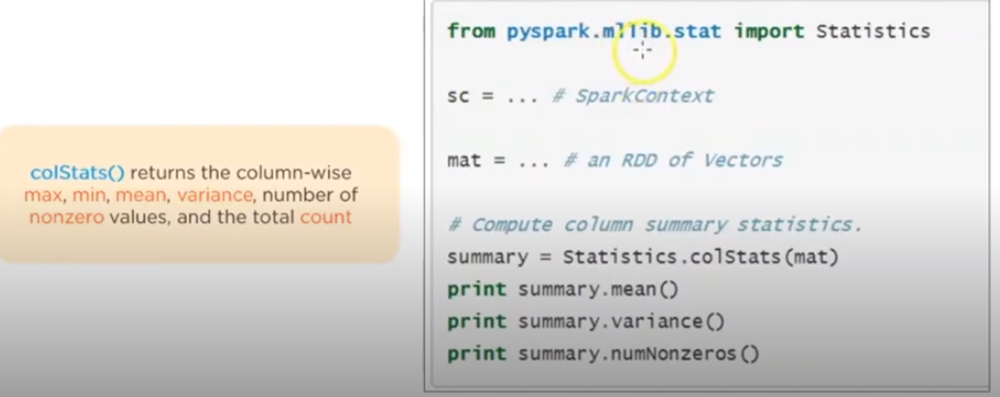 colStats() returns the column-wise
max, min, mean, variance, number of
nonzero values, and the total count
from pyspark.mllib.stat import Statistics
sc = ... # SparkContext
mat = ... # an RDD of Vectors
# Compute column summary statistics.
summary = Statistics.colStats(mat)
print summary.mean()
print summary.variance()
print summary.numNonzeros()